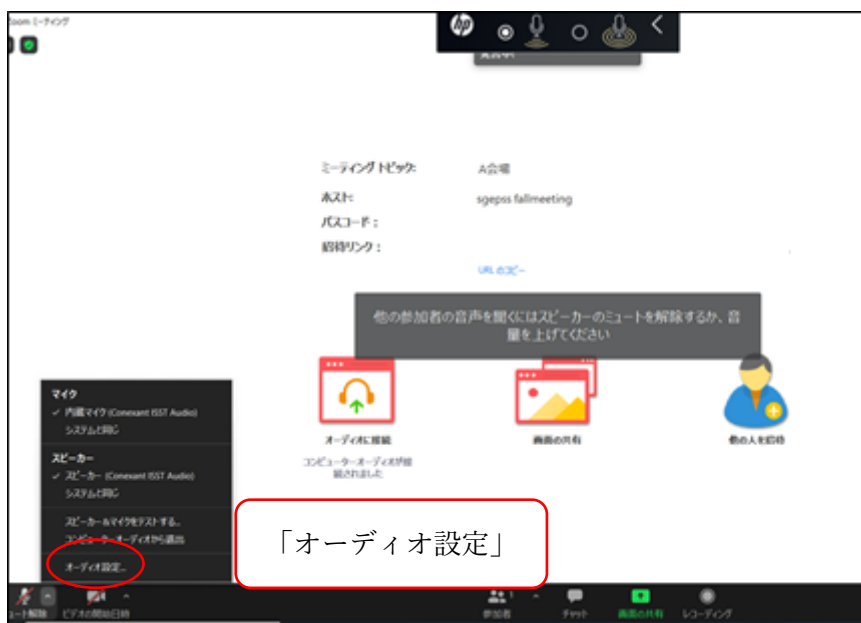 Zoom ミーティング
hp
ミーティング トピック:
A会場
ホスト:
sgepss fallmeeting
パスコード :
招待リンク :
URL のコピー
他の参加者の音声を聞くにはスピーカーのミュートを解除するか、音
量を上げてください
マイク
✓ 内蔵マイク (Conexant ISST Audio)
システムと同じ
スピーカー
✓ スピーカー (Conexant ISST Audio)
システムと同じ
スピーカー&マイクをテストする...
コンピューターオーディオから退出
オーディオ設定...
オーディオに接続
コンピューターオーディオが接
続されました
画面の共有
他の人を招待
「オーディオ設定」
ミュート解除
ビデオの開始日時
1
参加者
チャット
画面の共有
レコーディング